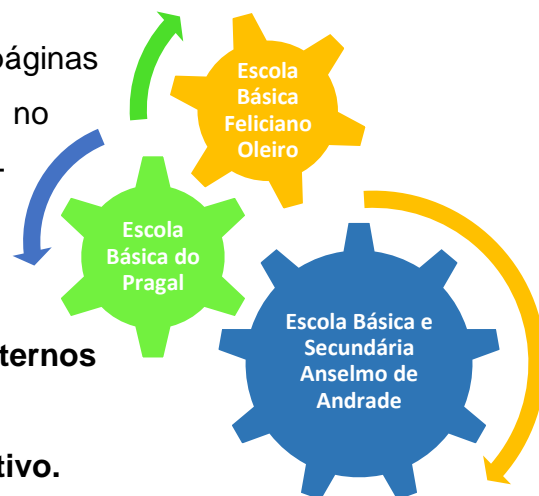 páginas
no
Escola
Básica
Feliciano
Oleiro
Escola
Básica do
Pragal
Escola Básica e
Secundária
Anselmo de
Andrade
ternos
tivo.